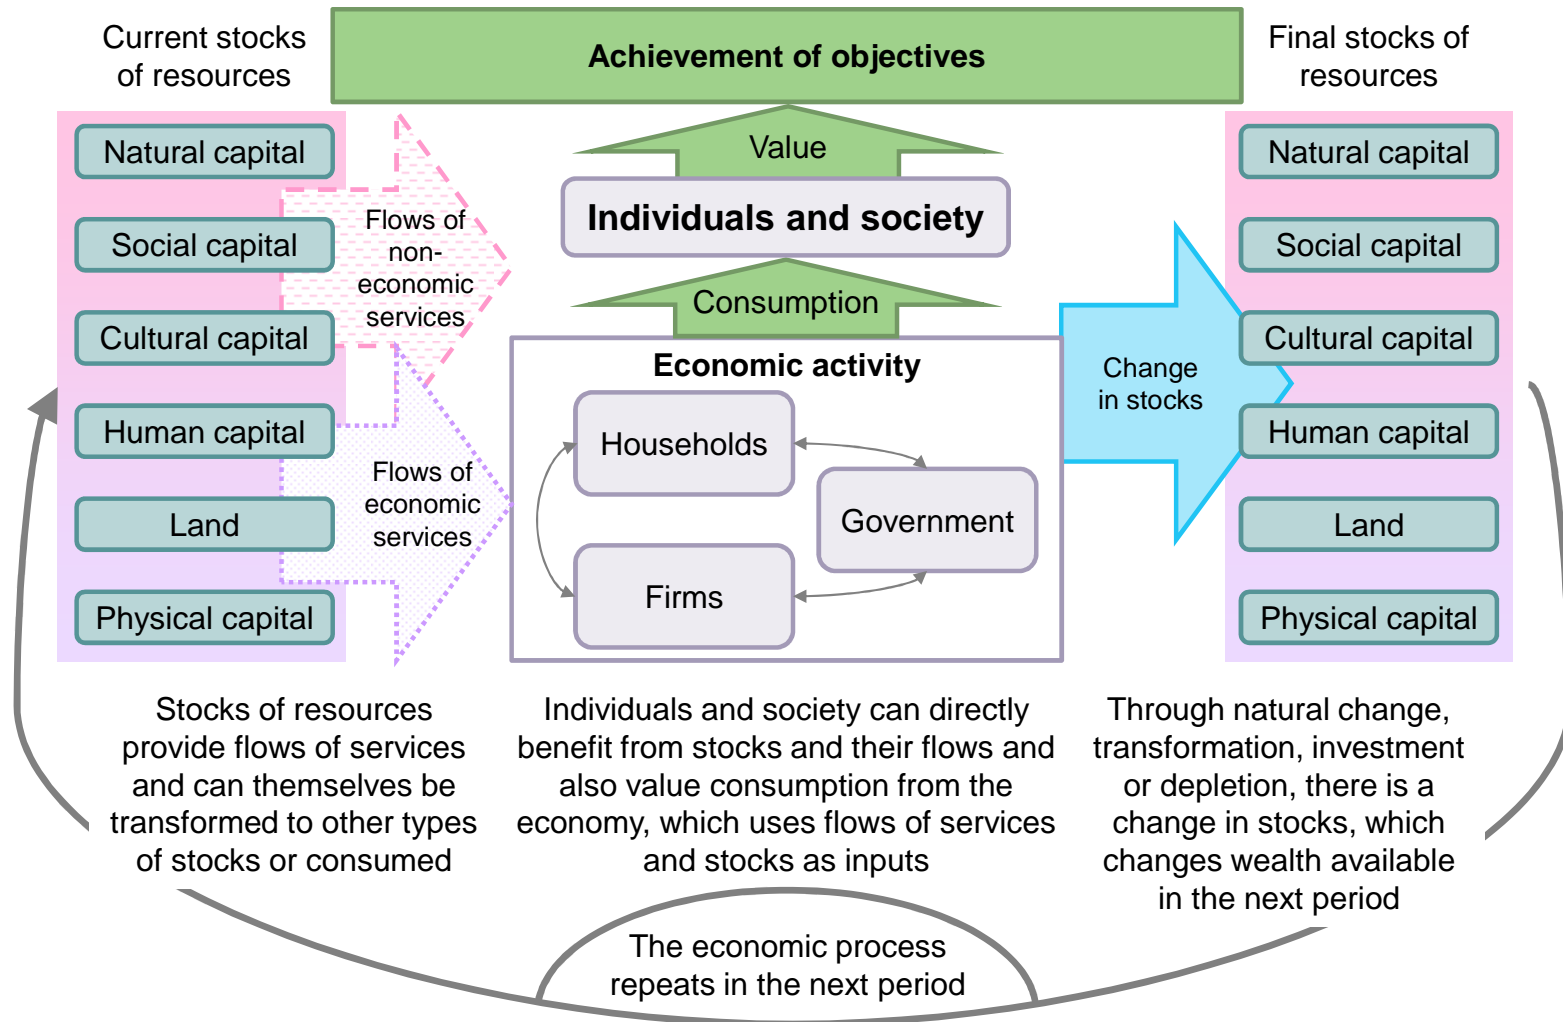 Current stocks
of resources
Achievement of objectives
Final stocks of
resources
Natural capital
Social capital
Cultural capital
Human capital
Land
Physical capital
Flows of
non-
economic
services
Flows of
economic
services
Value
Individuals and society
Consumption
Economic activity
Households
Government
Firms
Change
in stocks
Natural capital
Social capital
Cultural capital
Human capital
Land
Physical capital
Stocks of resources
provide flows of services
and can themselves be
transformed to other types
of stocks or consumed
Individuals and society can directly
benefit from stocks and their flows and
also value consumption from the
economy, which uses flows of services
and stocks as inputs
Through natural change,
transformation, investment
or depletion, there is a
change in stocks, which
changes wealth available
in the next period
The economic process
repeats in the next period